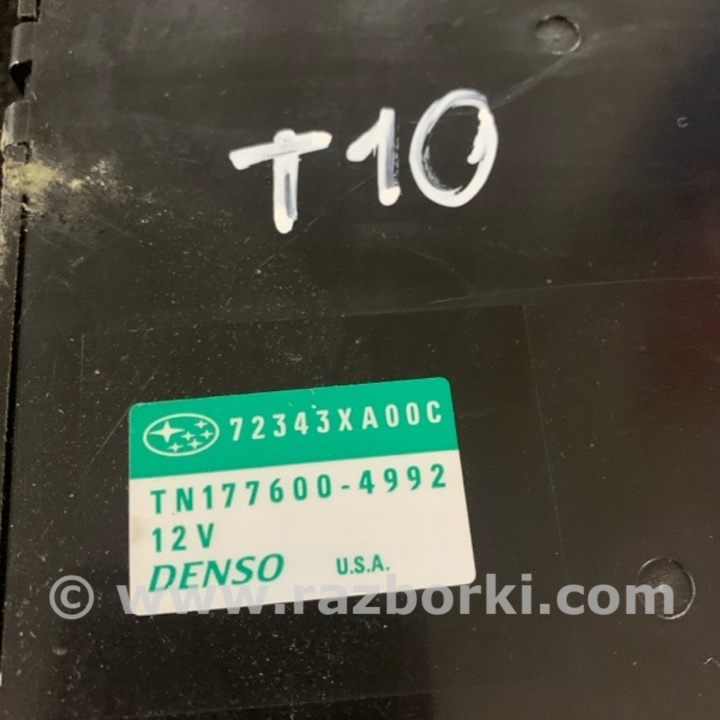 T10
72343XA00C
TN177600-4992
12V
DENSO U.S.A.
© www.razborki.com